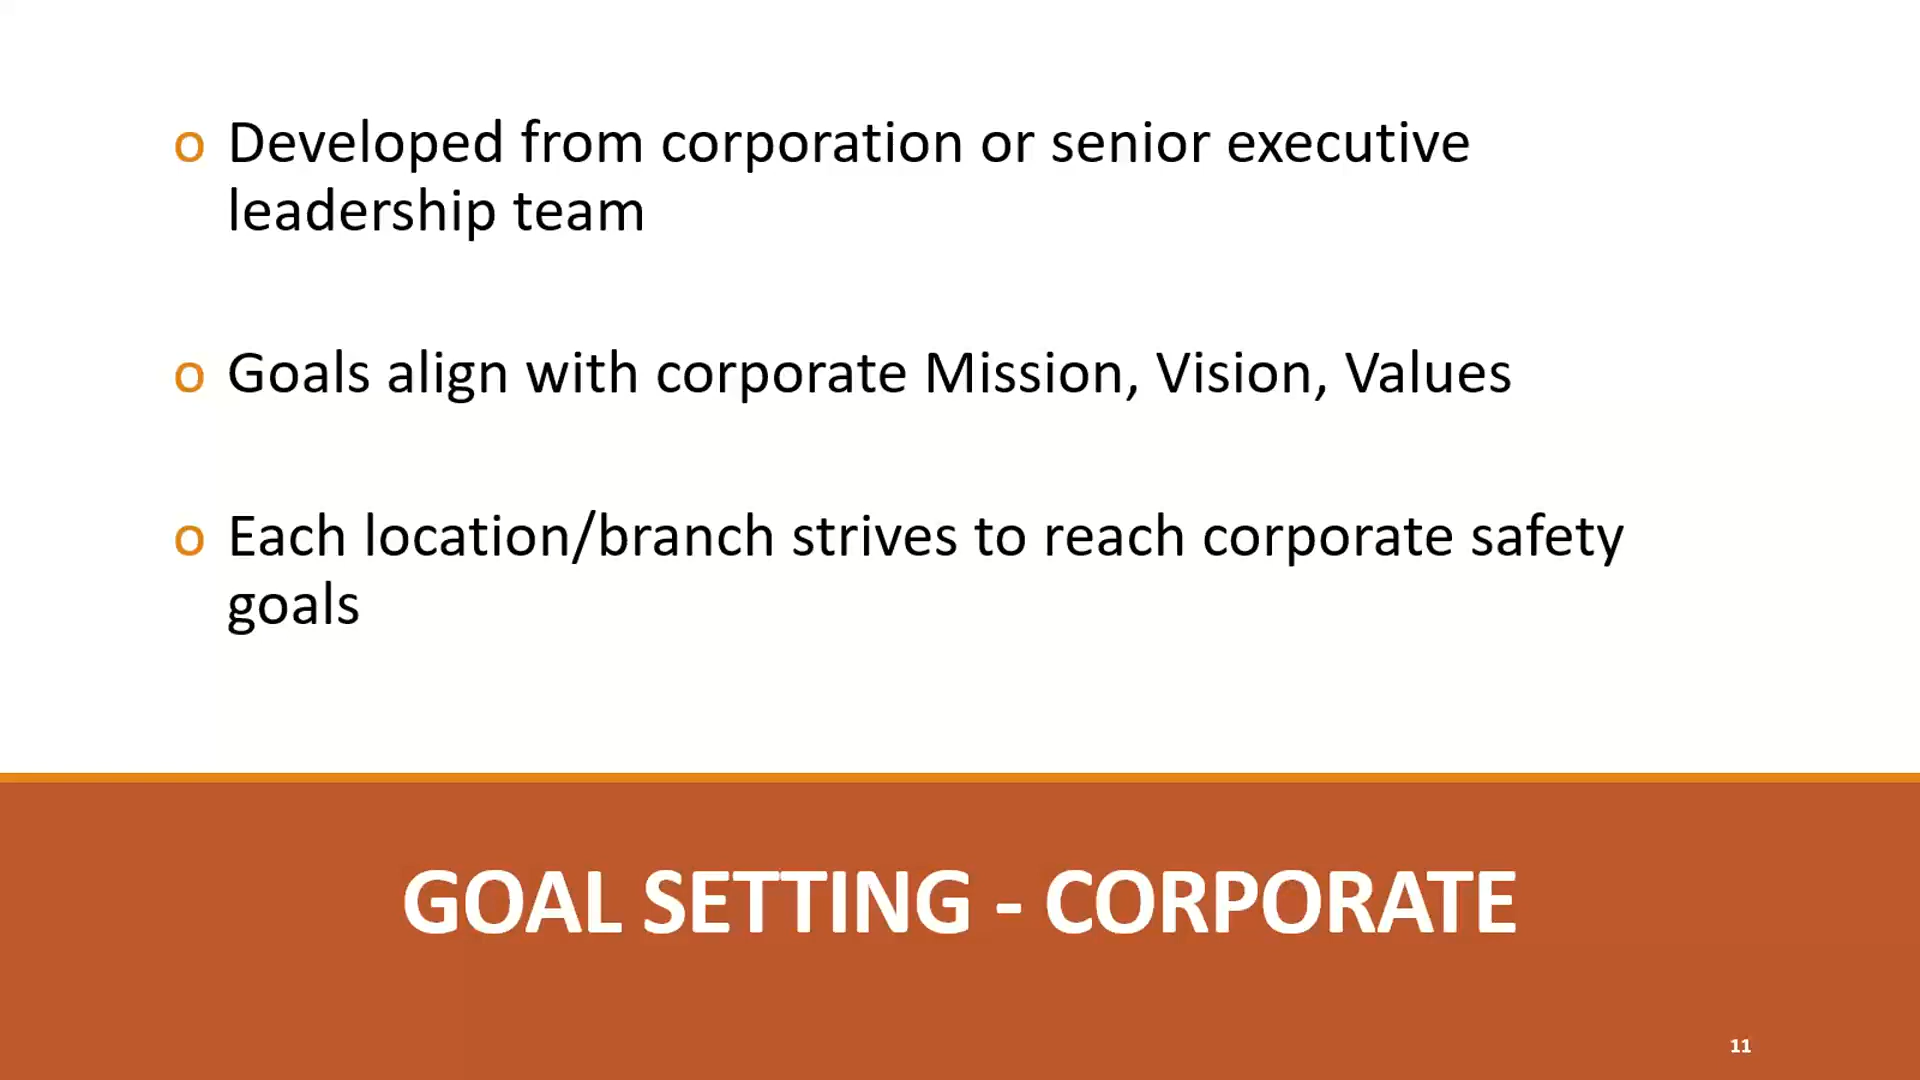 o Developed from corporation or senior executive
leadership team
o Goals align with corporate Mission, Vision, Values
o Each location/branch strives to reach corporate safety
goals
GOAL SETTING - CORPORATE
11